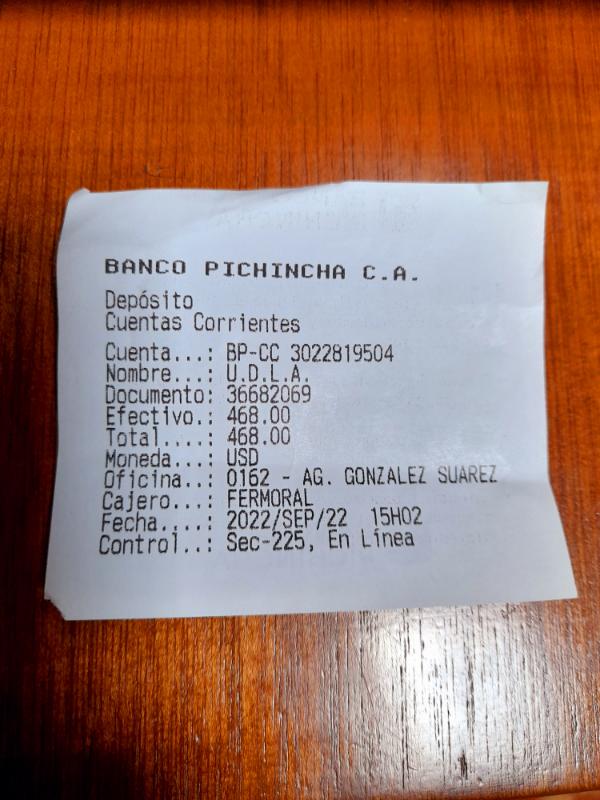 BANCO PICHINCHA C.A.
Depósito
Cuentas Corrientes
Cuenta...: BP-CC 3022819504
Nombre...: U.D.L.A.
Documento: 36682069
Efectivo.: 468.00
Total....: 468.00
Moneda...: USD
Oficina..: 0162 - AG. GONZALEZ SUAREZ
Cajero...: FERMORAL
Fecha....: 2022/SEP/22 15H02
Control..: Sec-225, En Línea